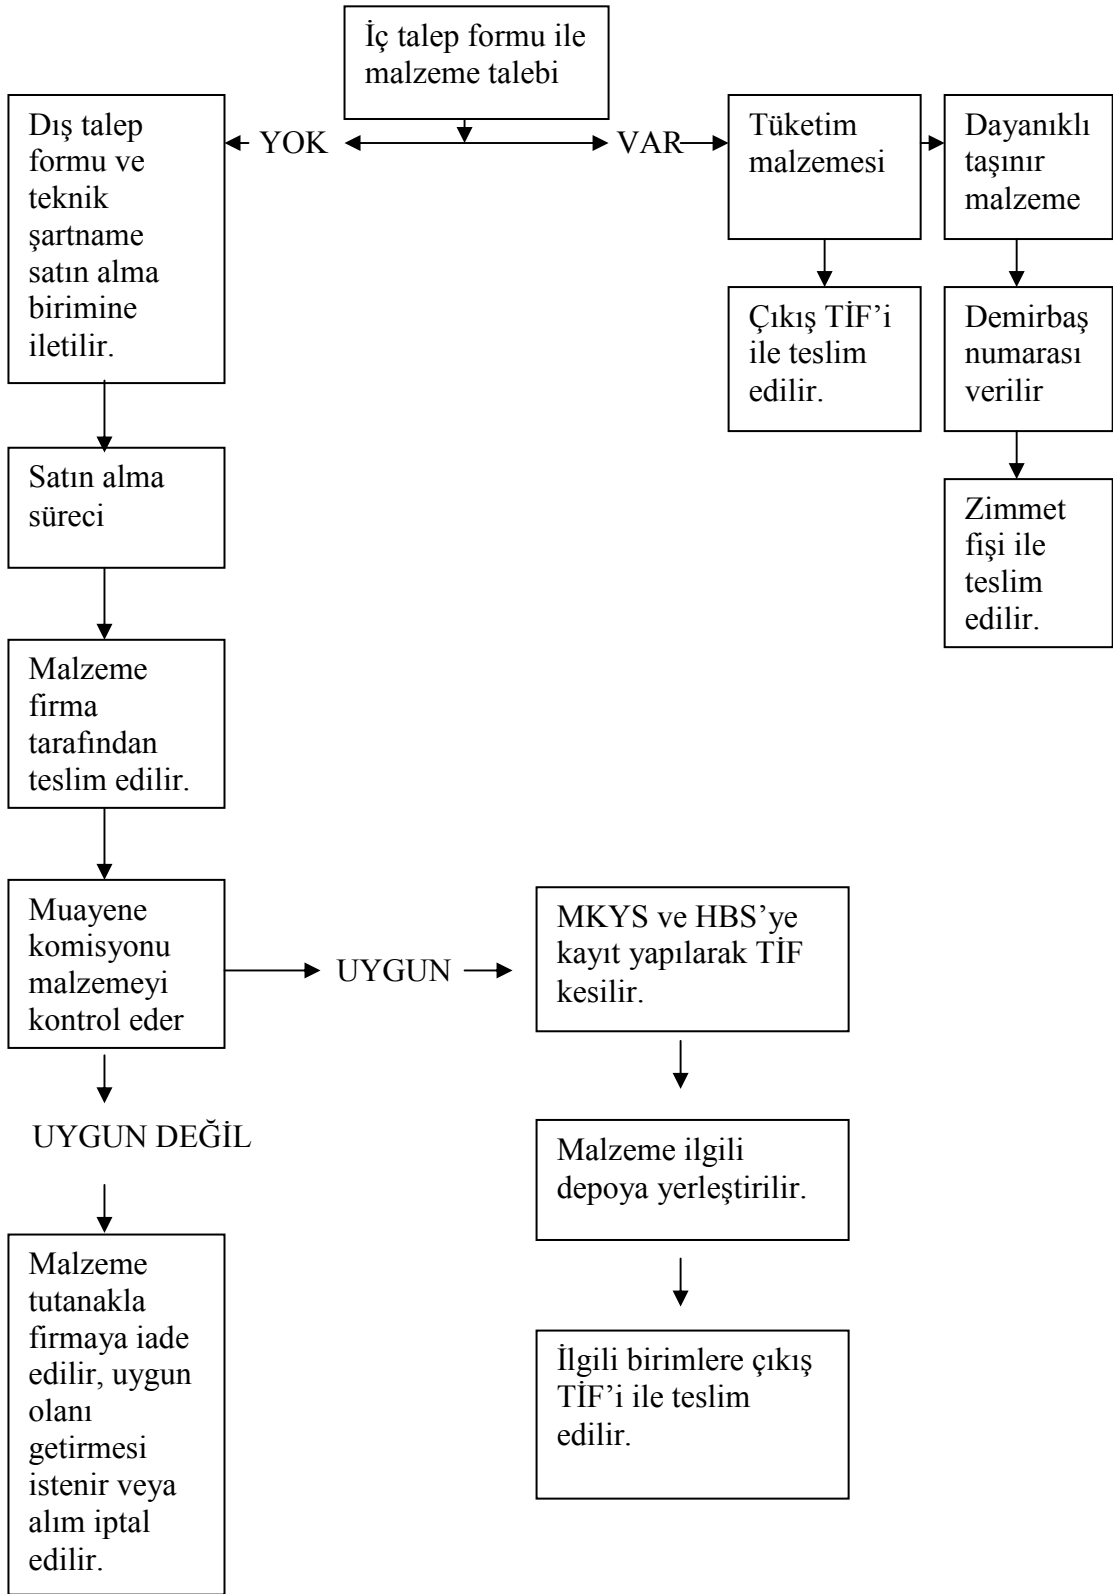 İç talep formu ile
malzeme talebi
Dış talep
formu ve
teknik
şartname
satın alma
birimine
iletilir.
YOK
VAR
Tüketim
malzemesi
Dayanıklı
taşınır
malzeme
Çıkış TİF’i
ile teslim
edilir.
Demirbaş
numarası
verilir
Zimmet
fişi ile
teslim
edilir.
Satın alma
süreci
Malzeme
firma
tarafından
teslim edilir.
Muayene
komisyonu
malzemeyi
kontrol eder
UYGUN
MKYS ve HBS’ye
kayıt yapılarak TİF
kesilir.
UYGUN DEĞİL
Malzeme ilgili
depoya yerleştirilir.
Malzeme
tutanakla
firmaya iade
edilir, uygun
olanı
getirmesi
istenir veya
alım iptal
edilir.
İlgili birimlere çıkış
TİF’i ile teslim
edilir.